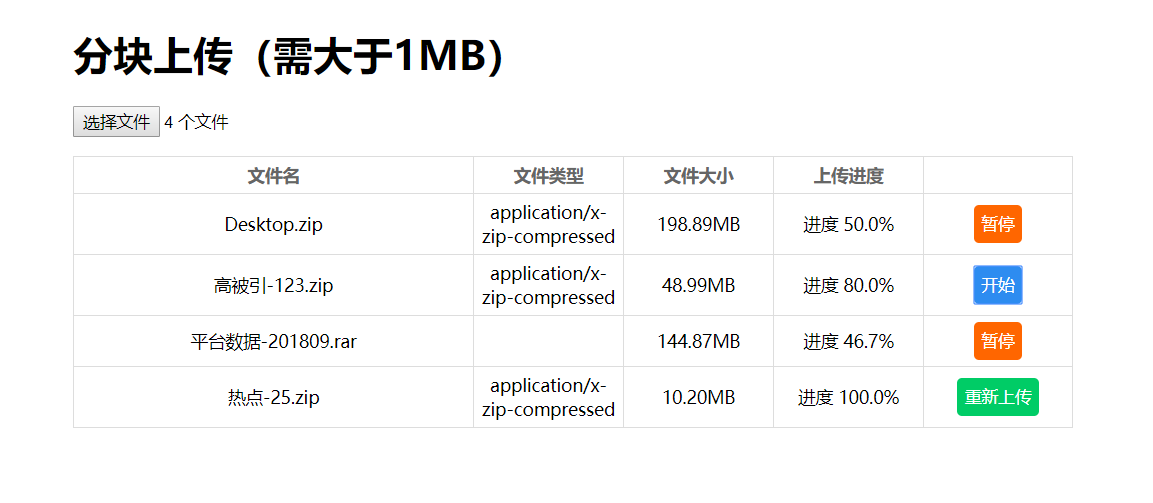 分块上传（需大于1MB）
选择文件 4 个文件
文件名 文件类型 文件大小 上传进度
Desktop.zip application/x-zip-compressed 198.89MB 进度 50.0% 暂停
高被引-123.zip application/x-zip-compressed 48.99MB 进度 80.0% 开始
平台数据-201809.rar 144.87MB 进度 46.7% 暂停
热点-25.zip application/x-zip-compressed 10.20MB 进度 100.0% 重新上传